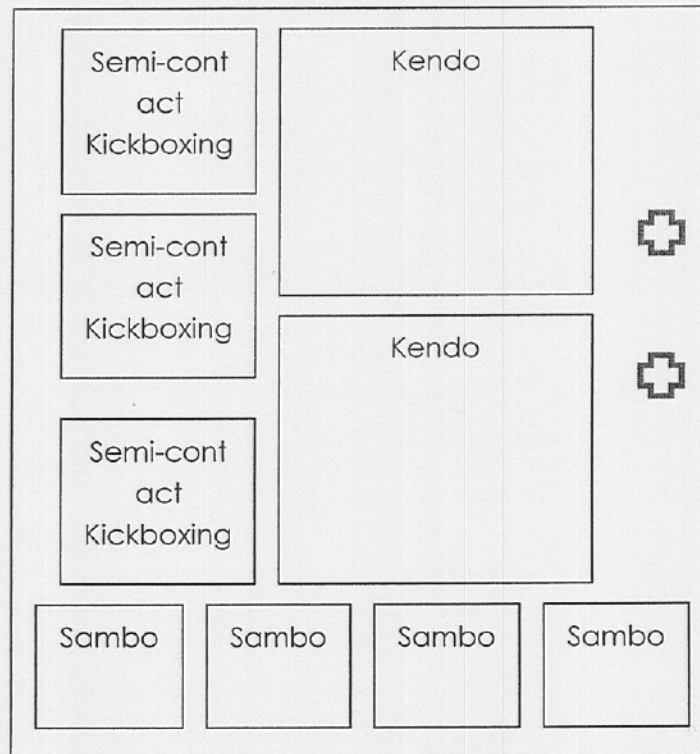 Semi-cont
act
Kickboxing
Kendo
Semi-cont
act
Kickboxing
Kendo
Semi-cont
act
Kickboxing
Sambo
Sambo
Sambo
Sambo